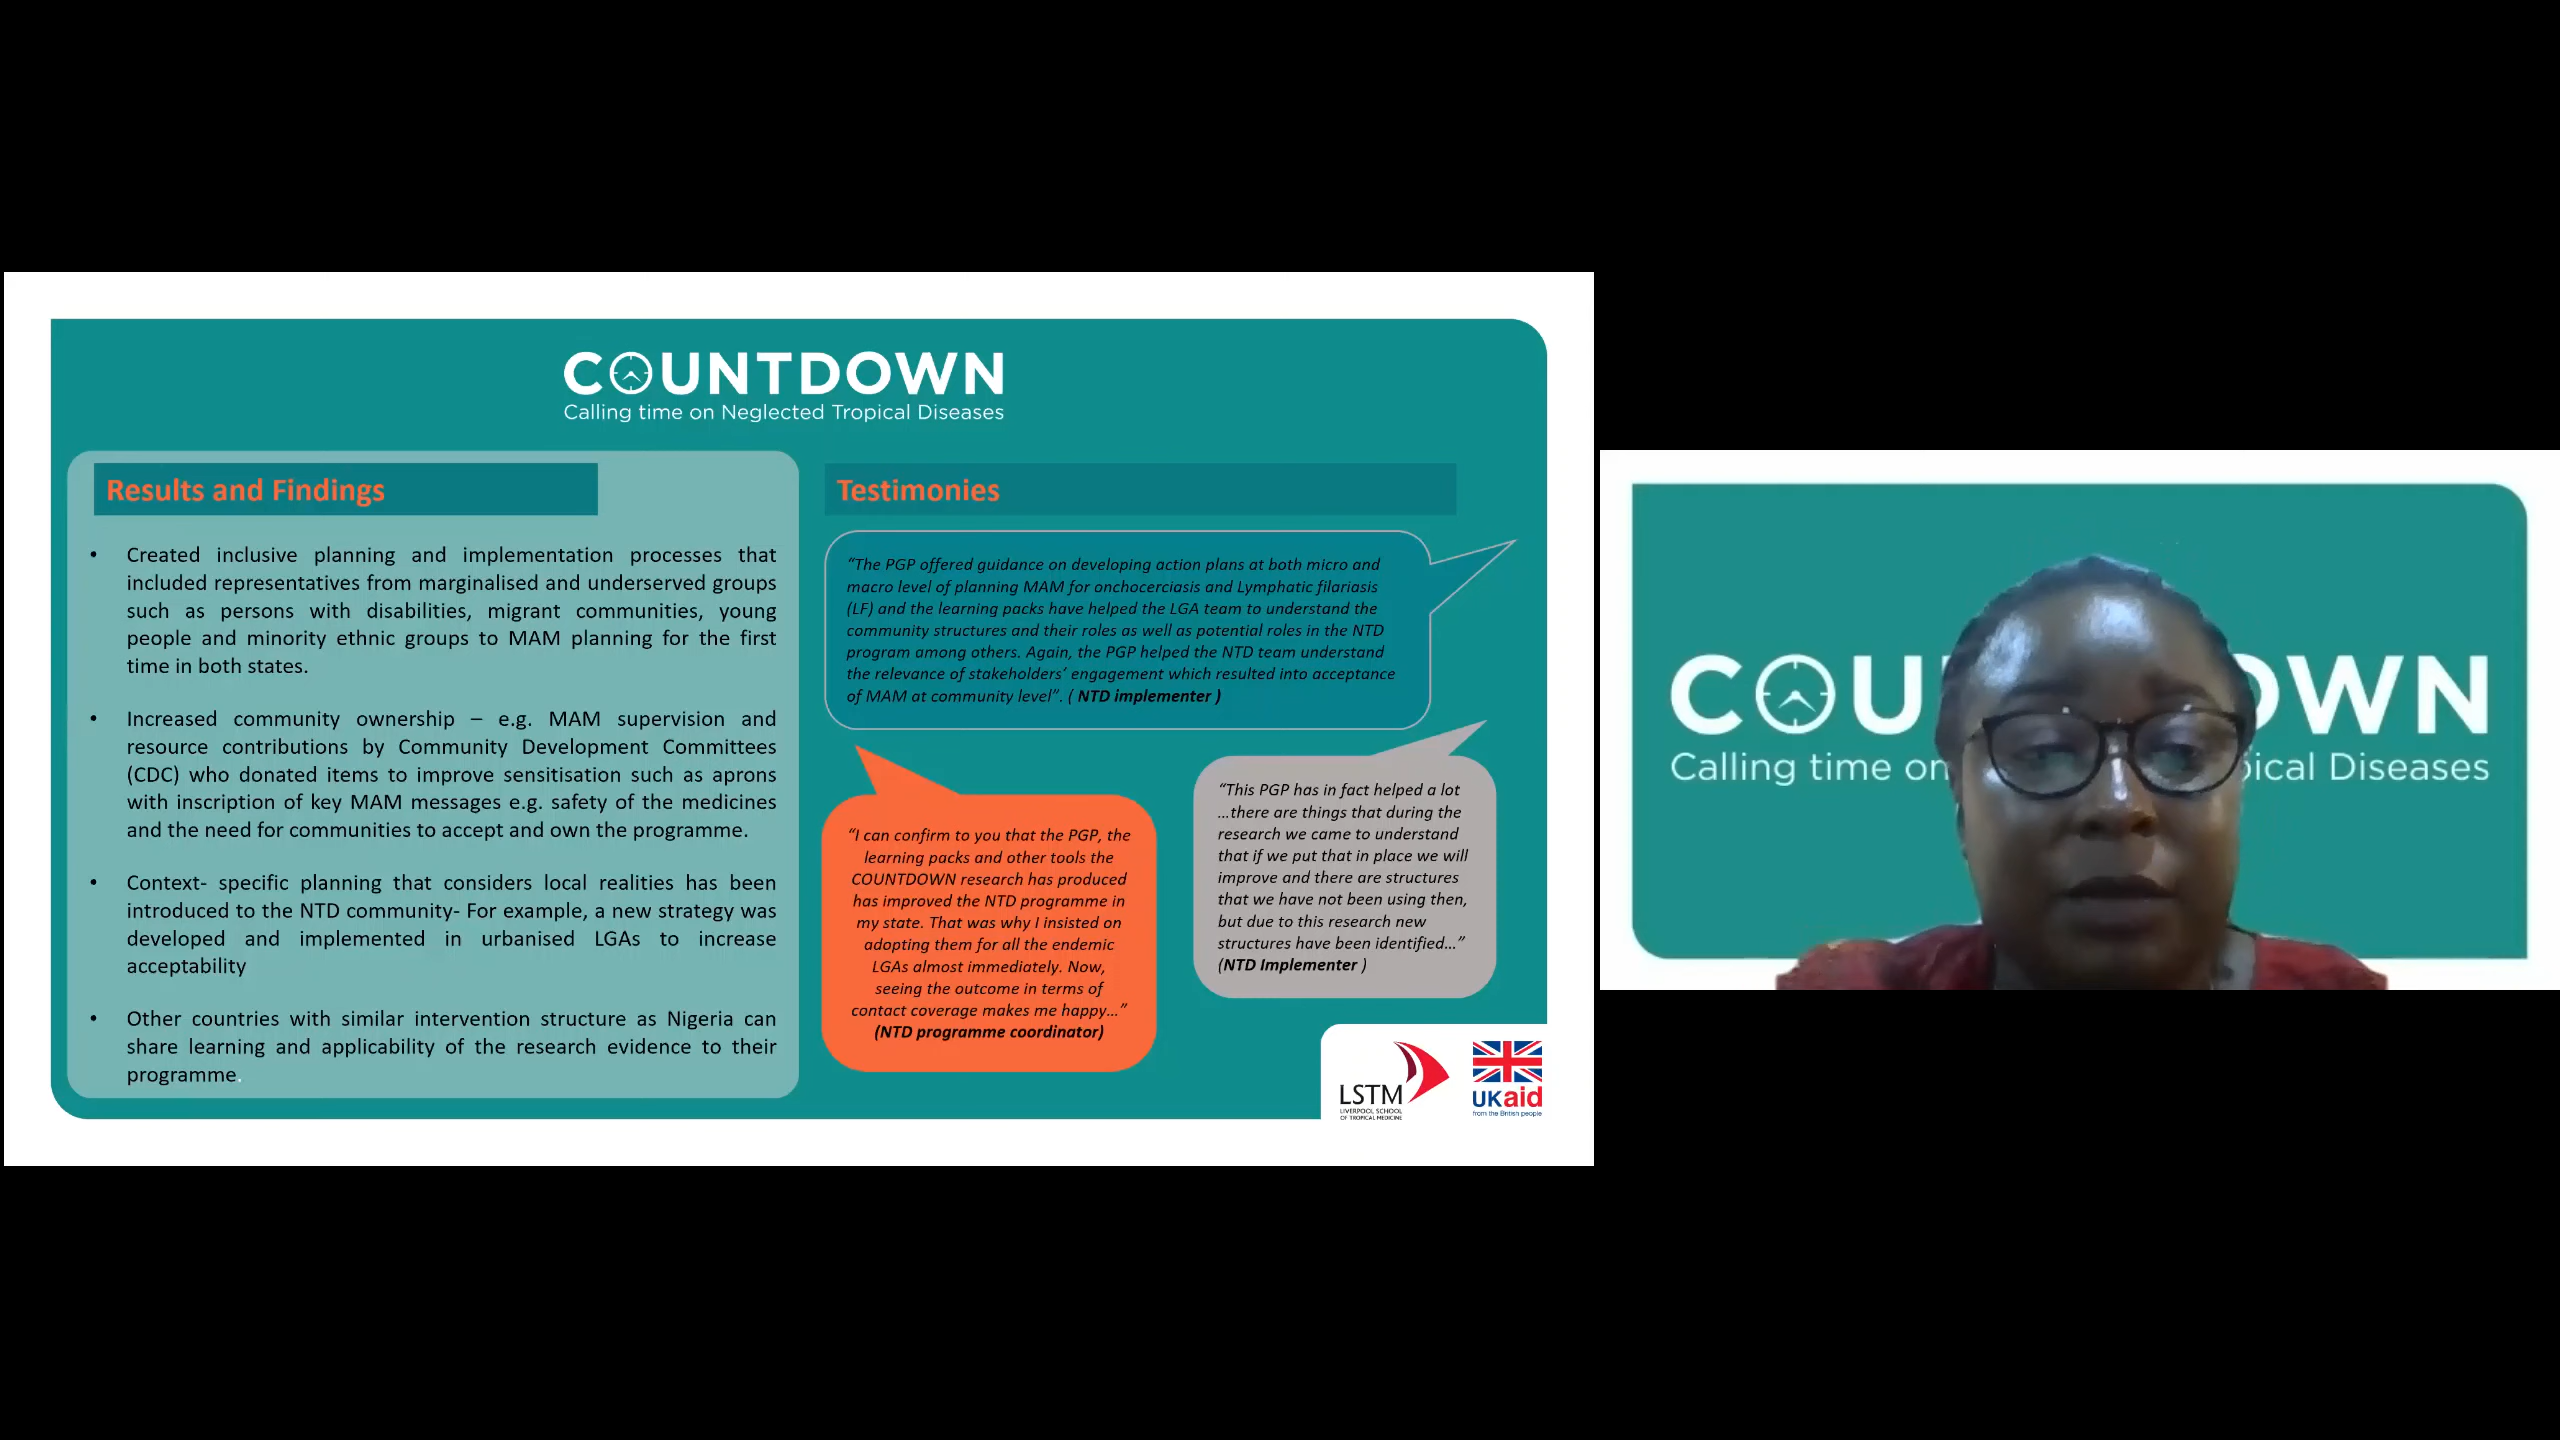 COUNTDOWN
Calling time on Neglected Tropical Diseases
Results and Findings
• Created inclusive planning and implementation processes that
included representatives from marginalised and underserved groups
such as persons with disabilities, migrant communities, young
people and minority ethnic groups to MAM planning for the first
time in both states.
• Increased community ownership – e.g. MAM supervision and
resource contributions by Community Development Committees
(CDC) who donated items to improve sensitisation such as aprons
with inscription of key MAM messages e.g. safety of the medicines
and the need for communities to accept and own the programme.
• Context- specific planning that considers local realities has been
introduced to the NTD community- For example, a new strategy was
developed and implemented in urbanised LGAs to increase
acceptability
• Other countries with similar intervention structure as Nigeria can
share learning and applicability of the research evidence to their
programme.
Testimonies
“The PGP offered guidance on developing action plans at both micro and
macro level of planning MAM for onchocerciasis and Lymphatic filariasis
(LF) and the learning packs have helped the LGA team to understand the
community structures and their roles as well as potential roles in the NTD
program among others. Again, the PGP helped the NTD team understand
the relevance of stakeholders’ engagement which resulted into acceptance
of MAM at community level”. ( NTD implementer )
“I can confirm to you that the PGP, the
learning packs and other tools the
COUNTDOWN research has produced
has improved the NTD programme in
my state. That was why I insisted on
adopting them for all the endemic
LGAs almost immediately. Now,
seeing the outcome in terms of
contact coverage makes me happy…”
(NTD programme coordinator)
“This PGP has in fact helped a lot
…there are things that during the
research we came to understand
that if we put that in place we will
improve and there are structures
that we have not been using then,
but due to this research new
structures have been identified…”
(NTD Implementer )
LSTM
LIVERPOOL SCHOOL
OF TROPICAL MEDICINE
UKaid
from the British people
COU DOWN
Calling time on ical Diseases